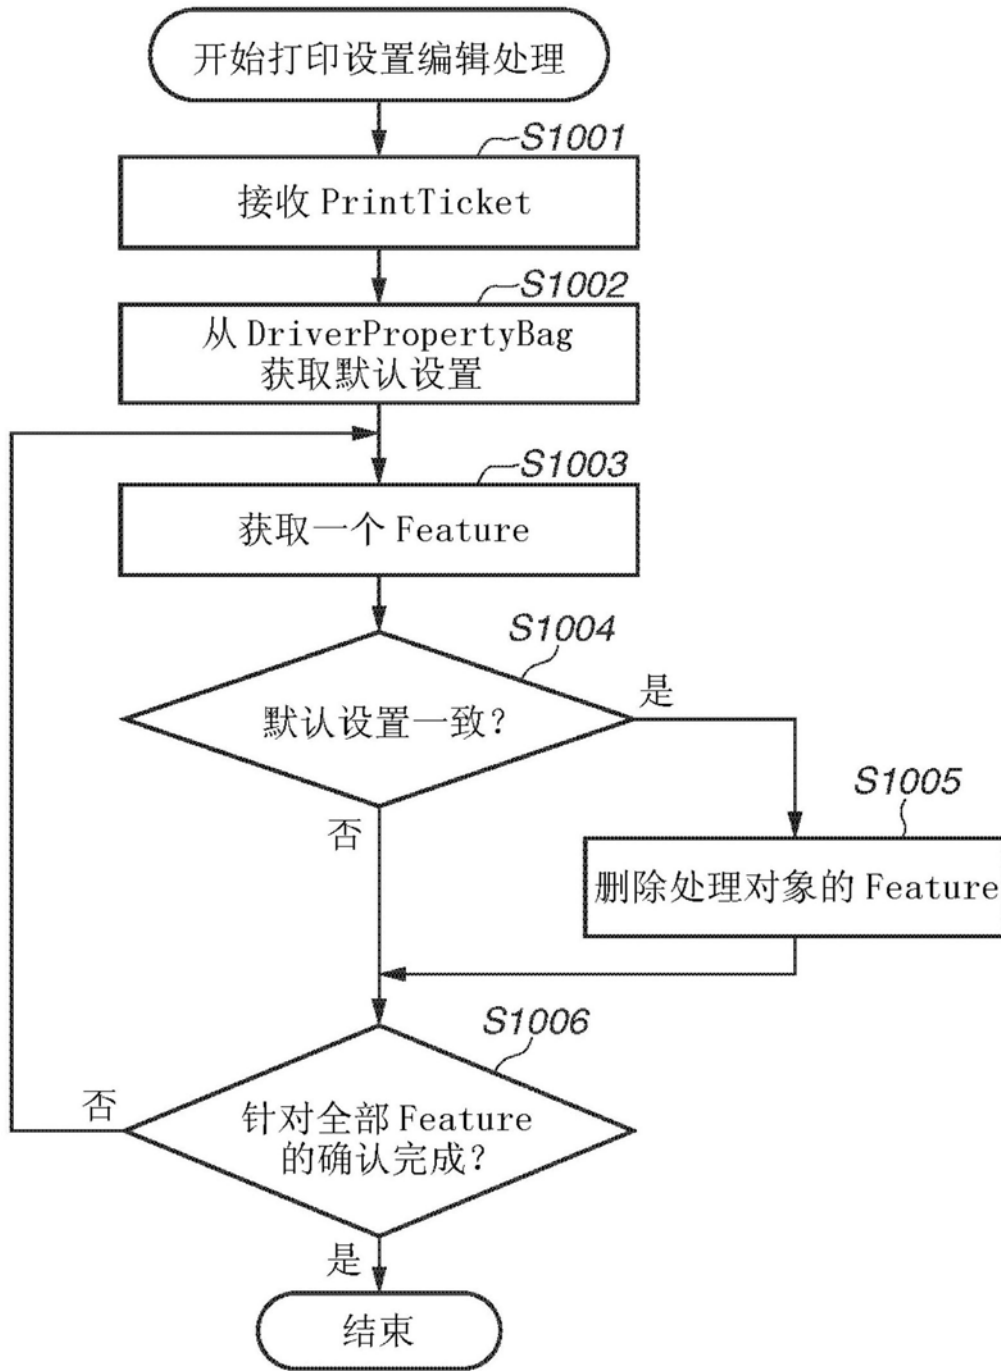 开始打印设置编辑处理
S1001
接收 PrintTicket
S1002
从 DriverPropertyBag
获取默认设置
S1003
获取一个 Feature
S1004
默认设置一致？
是
否
S1005
删除处理对象的 Feature
S1006
针对全部 Feature
的确认完成？
否
是
结束